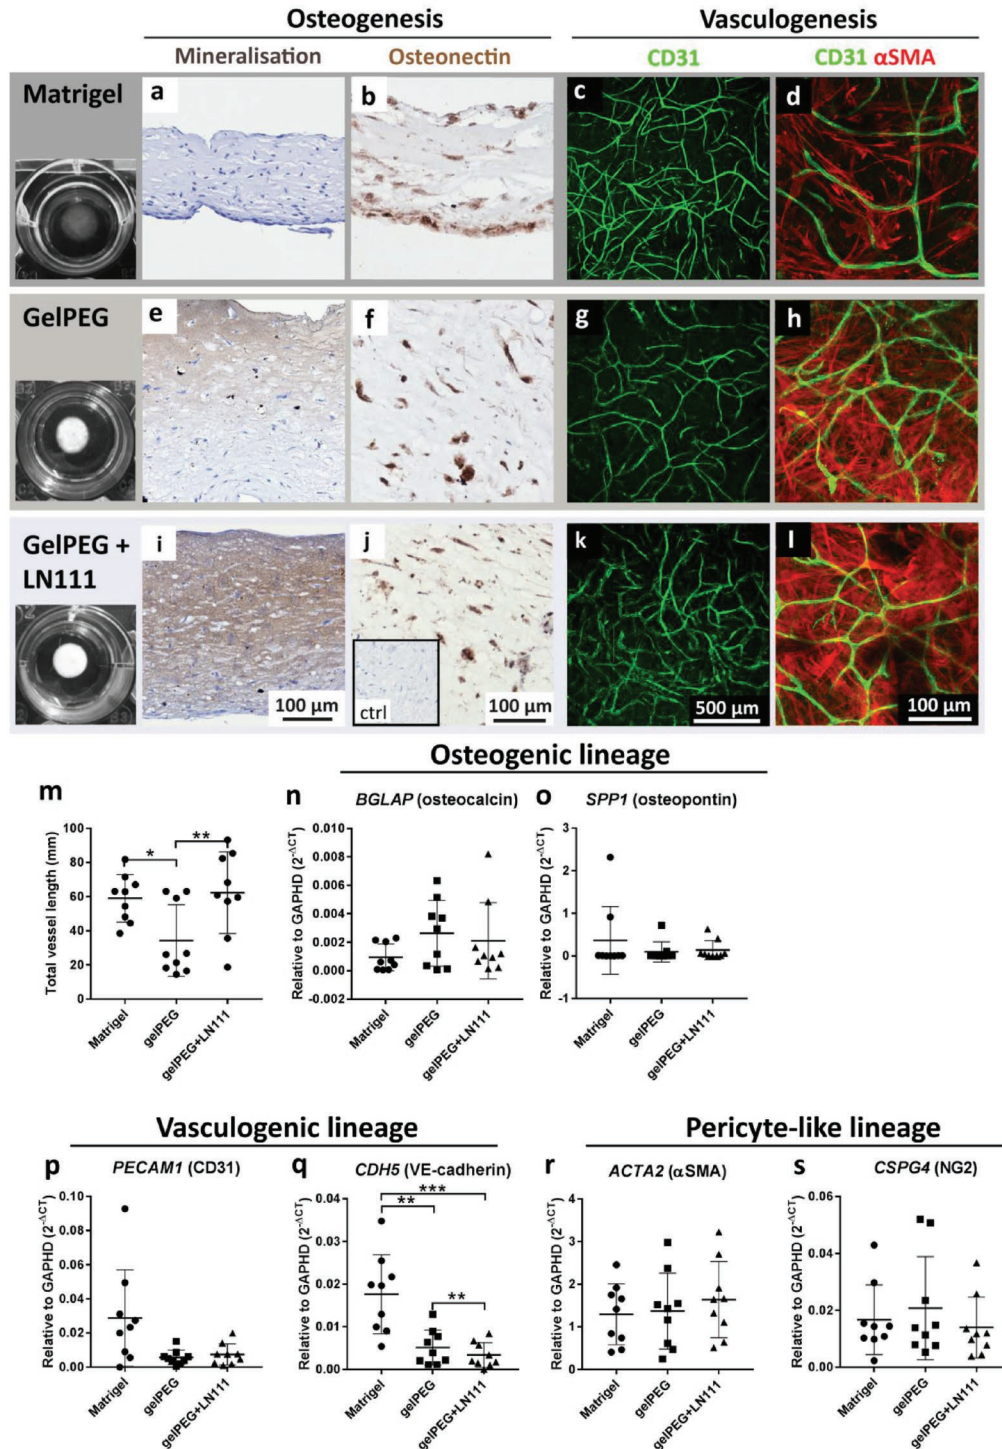 Osteogenesis Vasculogenesis
Mineralisation Osteonectin CD31 CD31 αSMA
Matrigel a b c d
GelPEG e f g h
GelPEG + LN111 i j k l
ctrl
100 µm 100 µm 500 µm 100 µm
Osteogenic lineage
m n BGLAP (osteocalcin) o SPP1 (osteopontin)
Total vessel length (mm)
100
80
60
40
20
0
* **
Matrigel gelPEG gelPEG+LN111
Relative to GAPHD (2^-ΔCT)
0.010
0.008
0.006
0.004
0.002
0.000
-0.002
Matrigel gelPEG gelPEG+LN111
Relative to GAPHD (2^-ΔCT)
3
2
1
0
-1
Matrigel gelPEG gelPEG+LN111
Vasculogenic lineage Pericyte-like lineage
p PECAM1 (CD31) q CDH5 (VE-cadherin) r ACTA2 (αSMA) s CSPG4 (NG2)
Relative to GAPHD (2^-ΔCT)
0.10
0.08
0.06
0.04
0.02
0.00
Matrigel gelPEG gelPEG+LN111
Relative to GAPHD (2^-ΔCT)
0.04
0.03
0.02
0.01
0.00
***
**
**
Matrigel gelPEG gelPEG+LN111
Relative to GAPHD (2^-ΔCT)
4
3
2
1
0
Matrigel gelPEG gelPEG+LN111
Relative to GAPHD (2^-ΔCT)
0.06
0.04
0.02
0.00
Matrigel gelPEG gelPEG+LN111